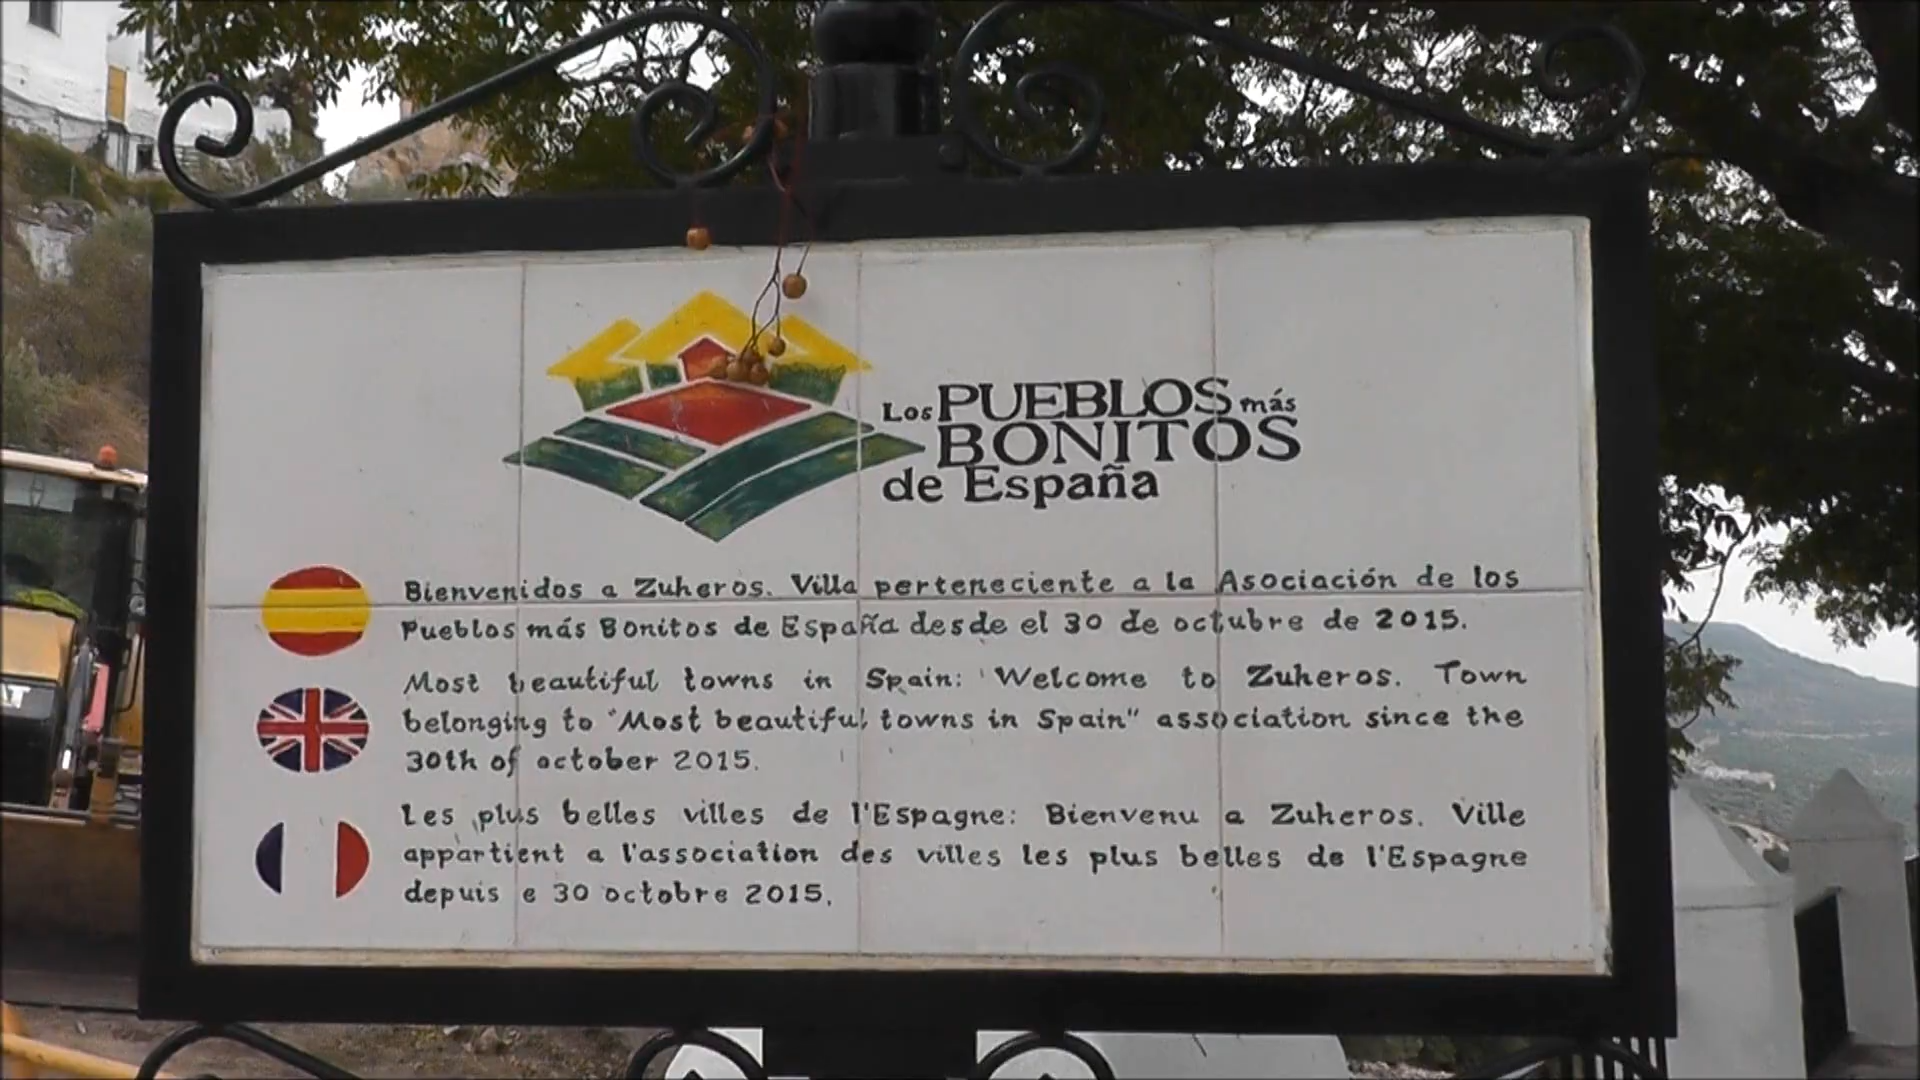 Los PUEBLOS más
BONITOS
de España
Bienvenidos a Zuheros. Villa perteneciente a la Asociación de los
Pueblos más Bonitos de España desde el 30 de octubre de 2015.
Most beautiful towns in Spain: Welcome to Zuheros. Town
belonging to "Most beautiful towns in Spain" association since the
30th of october 2015.
Les plus belles villes de l'Espagne: Bienvenu a Zuheros. Ville
appartient a l'association des villes les plus belles de l'Espagne
depuis e 30 octobre 2015.